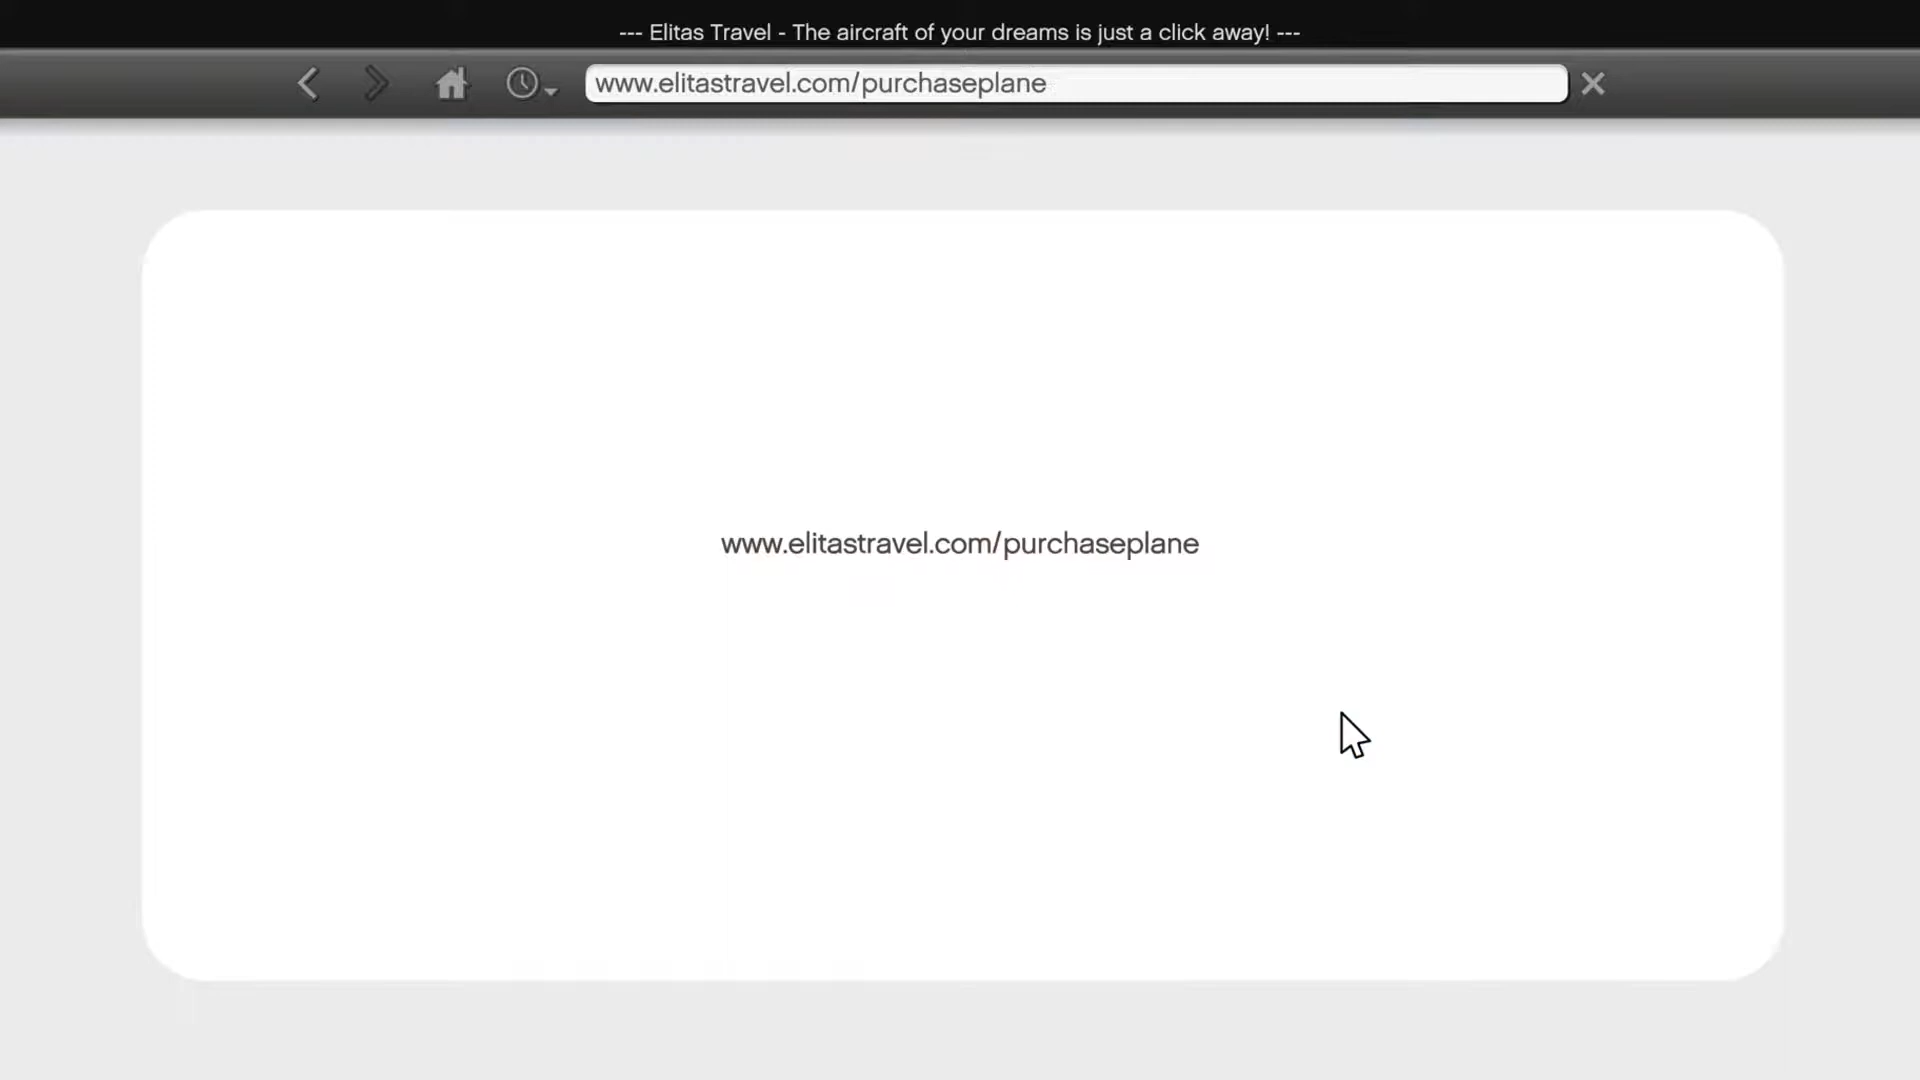 --- Elitas Travel - The aircraft of your dreams is just a click away! ---
www.elitastravel.com/purchaseplane
www.elitastravel.com/purchaseplane